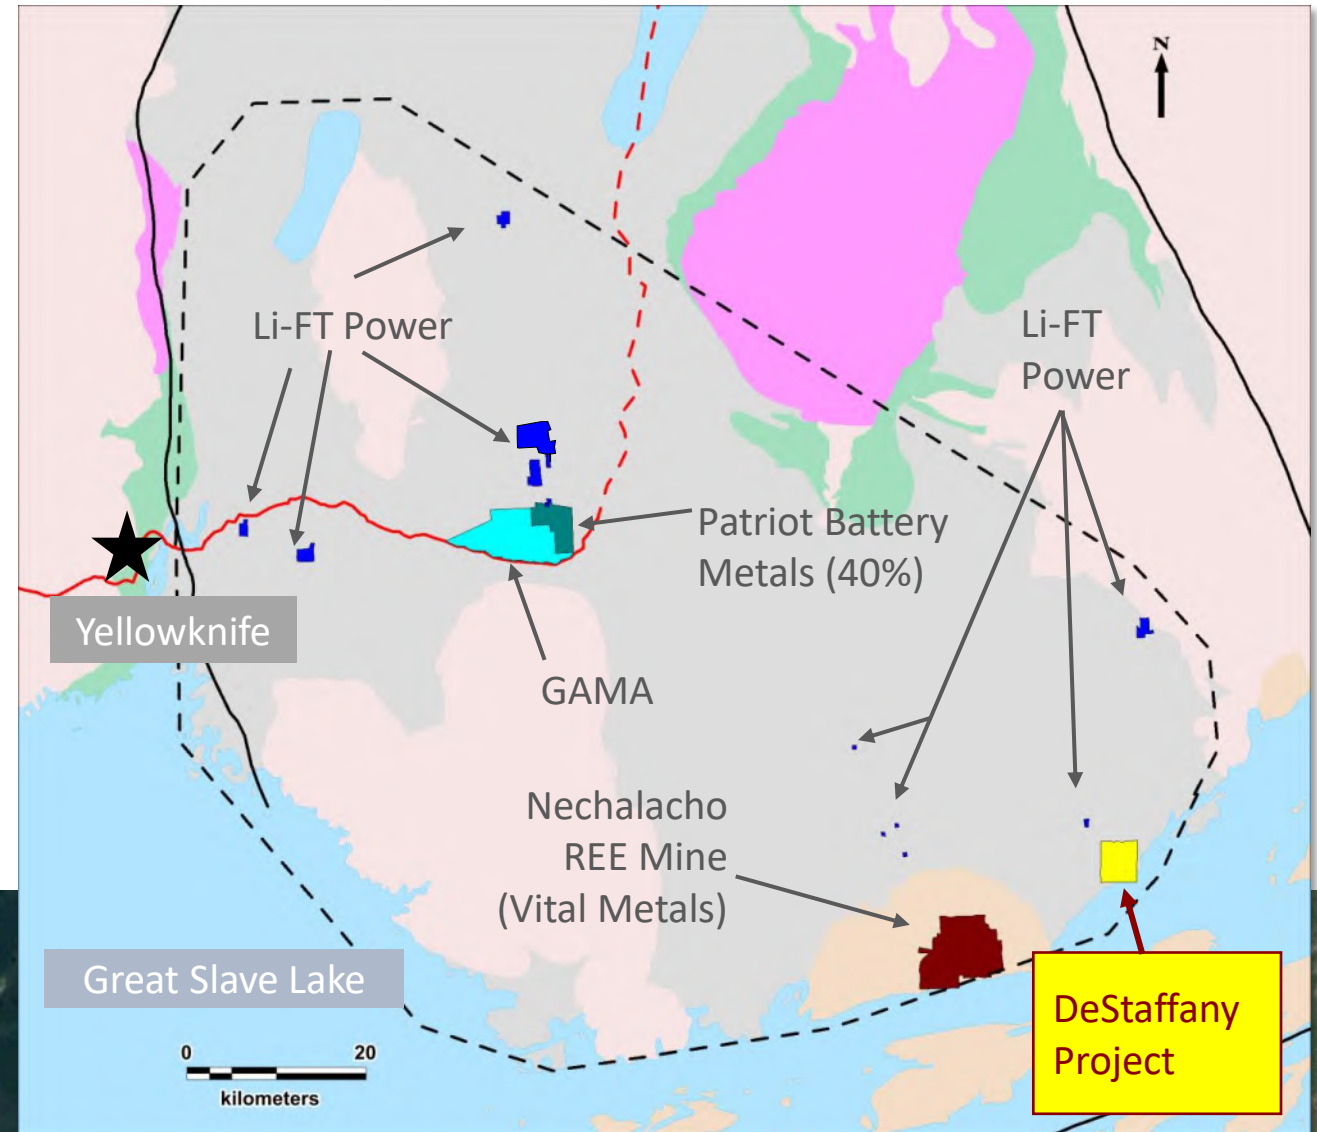 N
Li-FT Power
Li-FT
Power
Patriot Battery
Metals (40%)
Yellowknife
GAMA
Nechalacho
REE Mine
(Vital Metals)
Great Slave Lake
DeStaffany
Project
0 20
kilometers